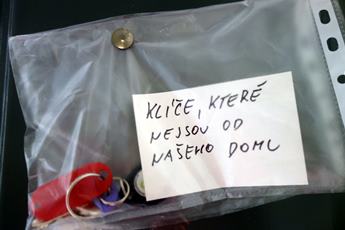 KLÍČE, KTERÉ
NEJSOU OD
NAŠEHO DOMU